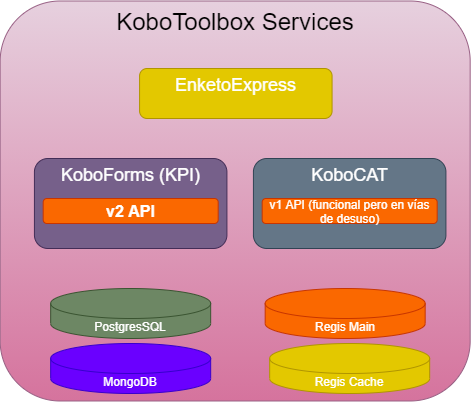 KoboToolbox Services
EnketoExpress
KoboForms (KPI)
v2 API
KoboCAT
v1 API (funcional pero en vías
de desuso)
PostgresSQL
Regis Main
MongoDB
Regis Cache